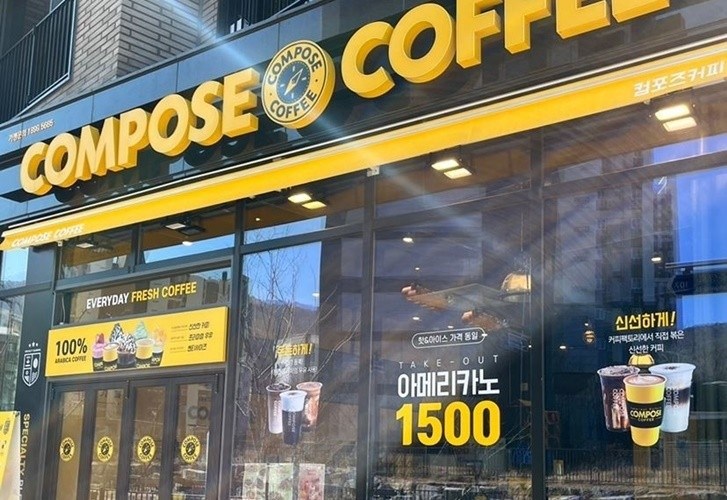 COMPOSE COFFEE
COMPOSE COFFEE
컴포즈커피
COMPOSE COFFEE
EVERYDAY FRESH COFFEE
100%
ARABICA COFFEE
핫&아이스 가격 동일
TAKE-OUT
아메리카노
1500
신선하게!
커피팩토리에서 직접 볶은
신선한 커피
COMPOSE
COFFEE
SPECIALTY